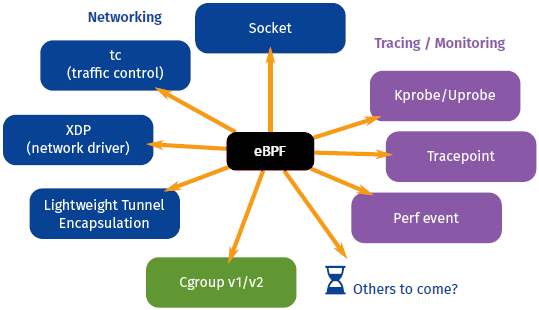 Networking
Socket
tc
(traffic control)
XDP
(network driver)
Lightweight Tunnel
Encapsulation
eBPF
Tracing / Monitoring
Kprobe/Uprobe
Tracepoint
Perf event
Cgroup v1/v2
Others to come?